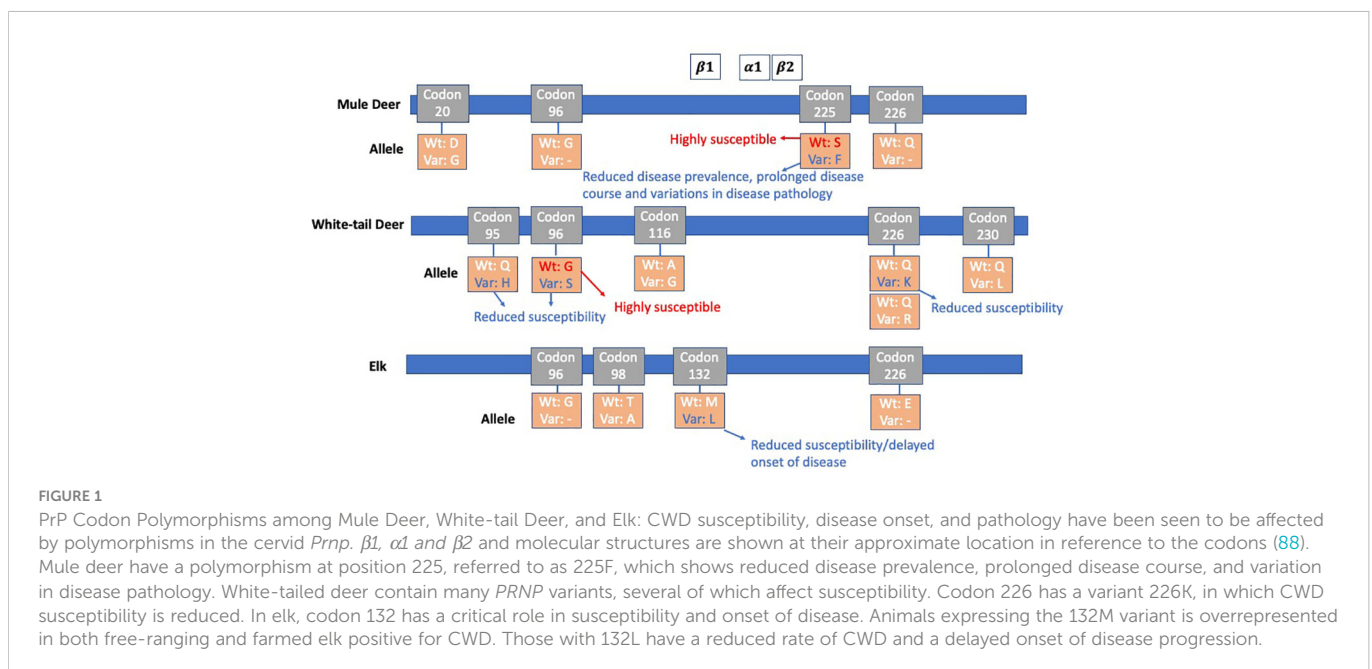 β1 α1 β2
Mule Deer
Codon 20
Codon 96
Codon 225
Codon 226
Allele
Wt: D
Var: G
Wt: G
Var: -
Highly susceptible
Wt: S
Var: F
Wt: Q
Var: -
Reduced disease prevalence, prolonged disease
course and variations in disease pathology
White-tail Deer
Codon 95
Codon 96
Codon 116
Codon 226
Codon 230
Allele
Wt: Q
Var: H
Wt: G
Var: S
Wt: A
Var: G
Wt: Q
Var: K
Wt: Q
Var: L
Reduced susceptibility
Highly susceptible
Wt: Q
Var: R
Reduced susceptibility
Elk
Codon 96
Codon 98
Codon 132
Codon 226
Allele
Wt: G
Var: -
Wt: T
Var: A
Wt: M
Var: L
Wt: E
Var: -
Reduced susceptibility/delayed
onset of disease
FIGURE 1
PrP Codon Polymorphisms among Mule Deer, White-tail Deer, and Elk: CWD susceptibility, disease onset, and pathology have been seen to be affected
by polymorphisms in the cervid Prnp. β1, α1 and β2 and molecular structures are shown at their approximate location in reference to the codons (88).
Mule deer have a polymorphism at position 225, referred to as 225F, which shows reduced disease prevalence, prolonged disease course, and variation
in disease pathology. White-tailed deer contain many PRNP variants, several of which affect susceptibility. Codon 226 has a variant 226K, in which CWD
susceptibility is reduced. In elk, codon 132 has a critical role in susceptibility and onset of disease. Animals expressing the 132M variant is overrepresented
in both free-ranging and farmed elk positive for CWD. Those with 132L have a reduced rate of CWD and a delayed onset of disease progression.